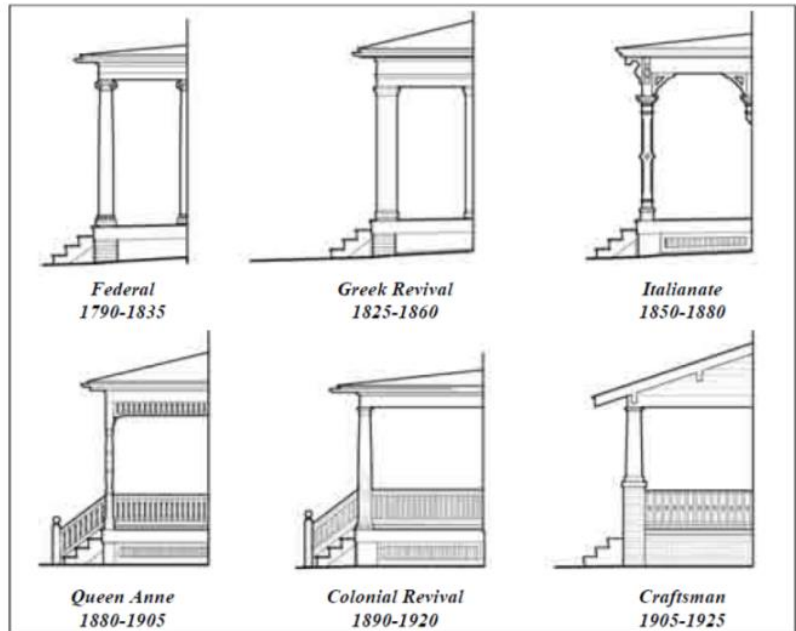 Federal
1790-1835
Greek Revival
1825-1860
Italianate
1850-1880
Queen Anne
1880-1905
Colonial Revival
1890-1920
Craftsman
1905-1925